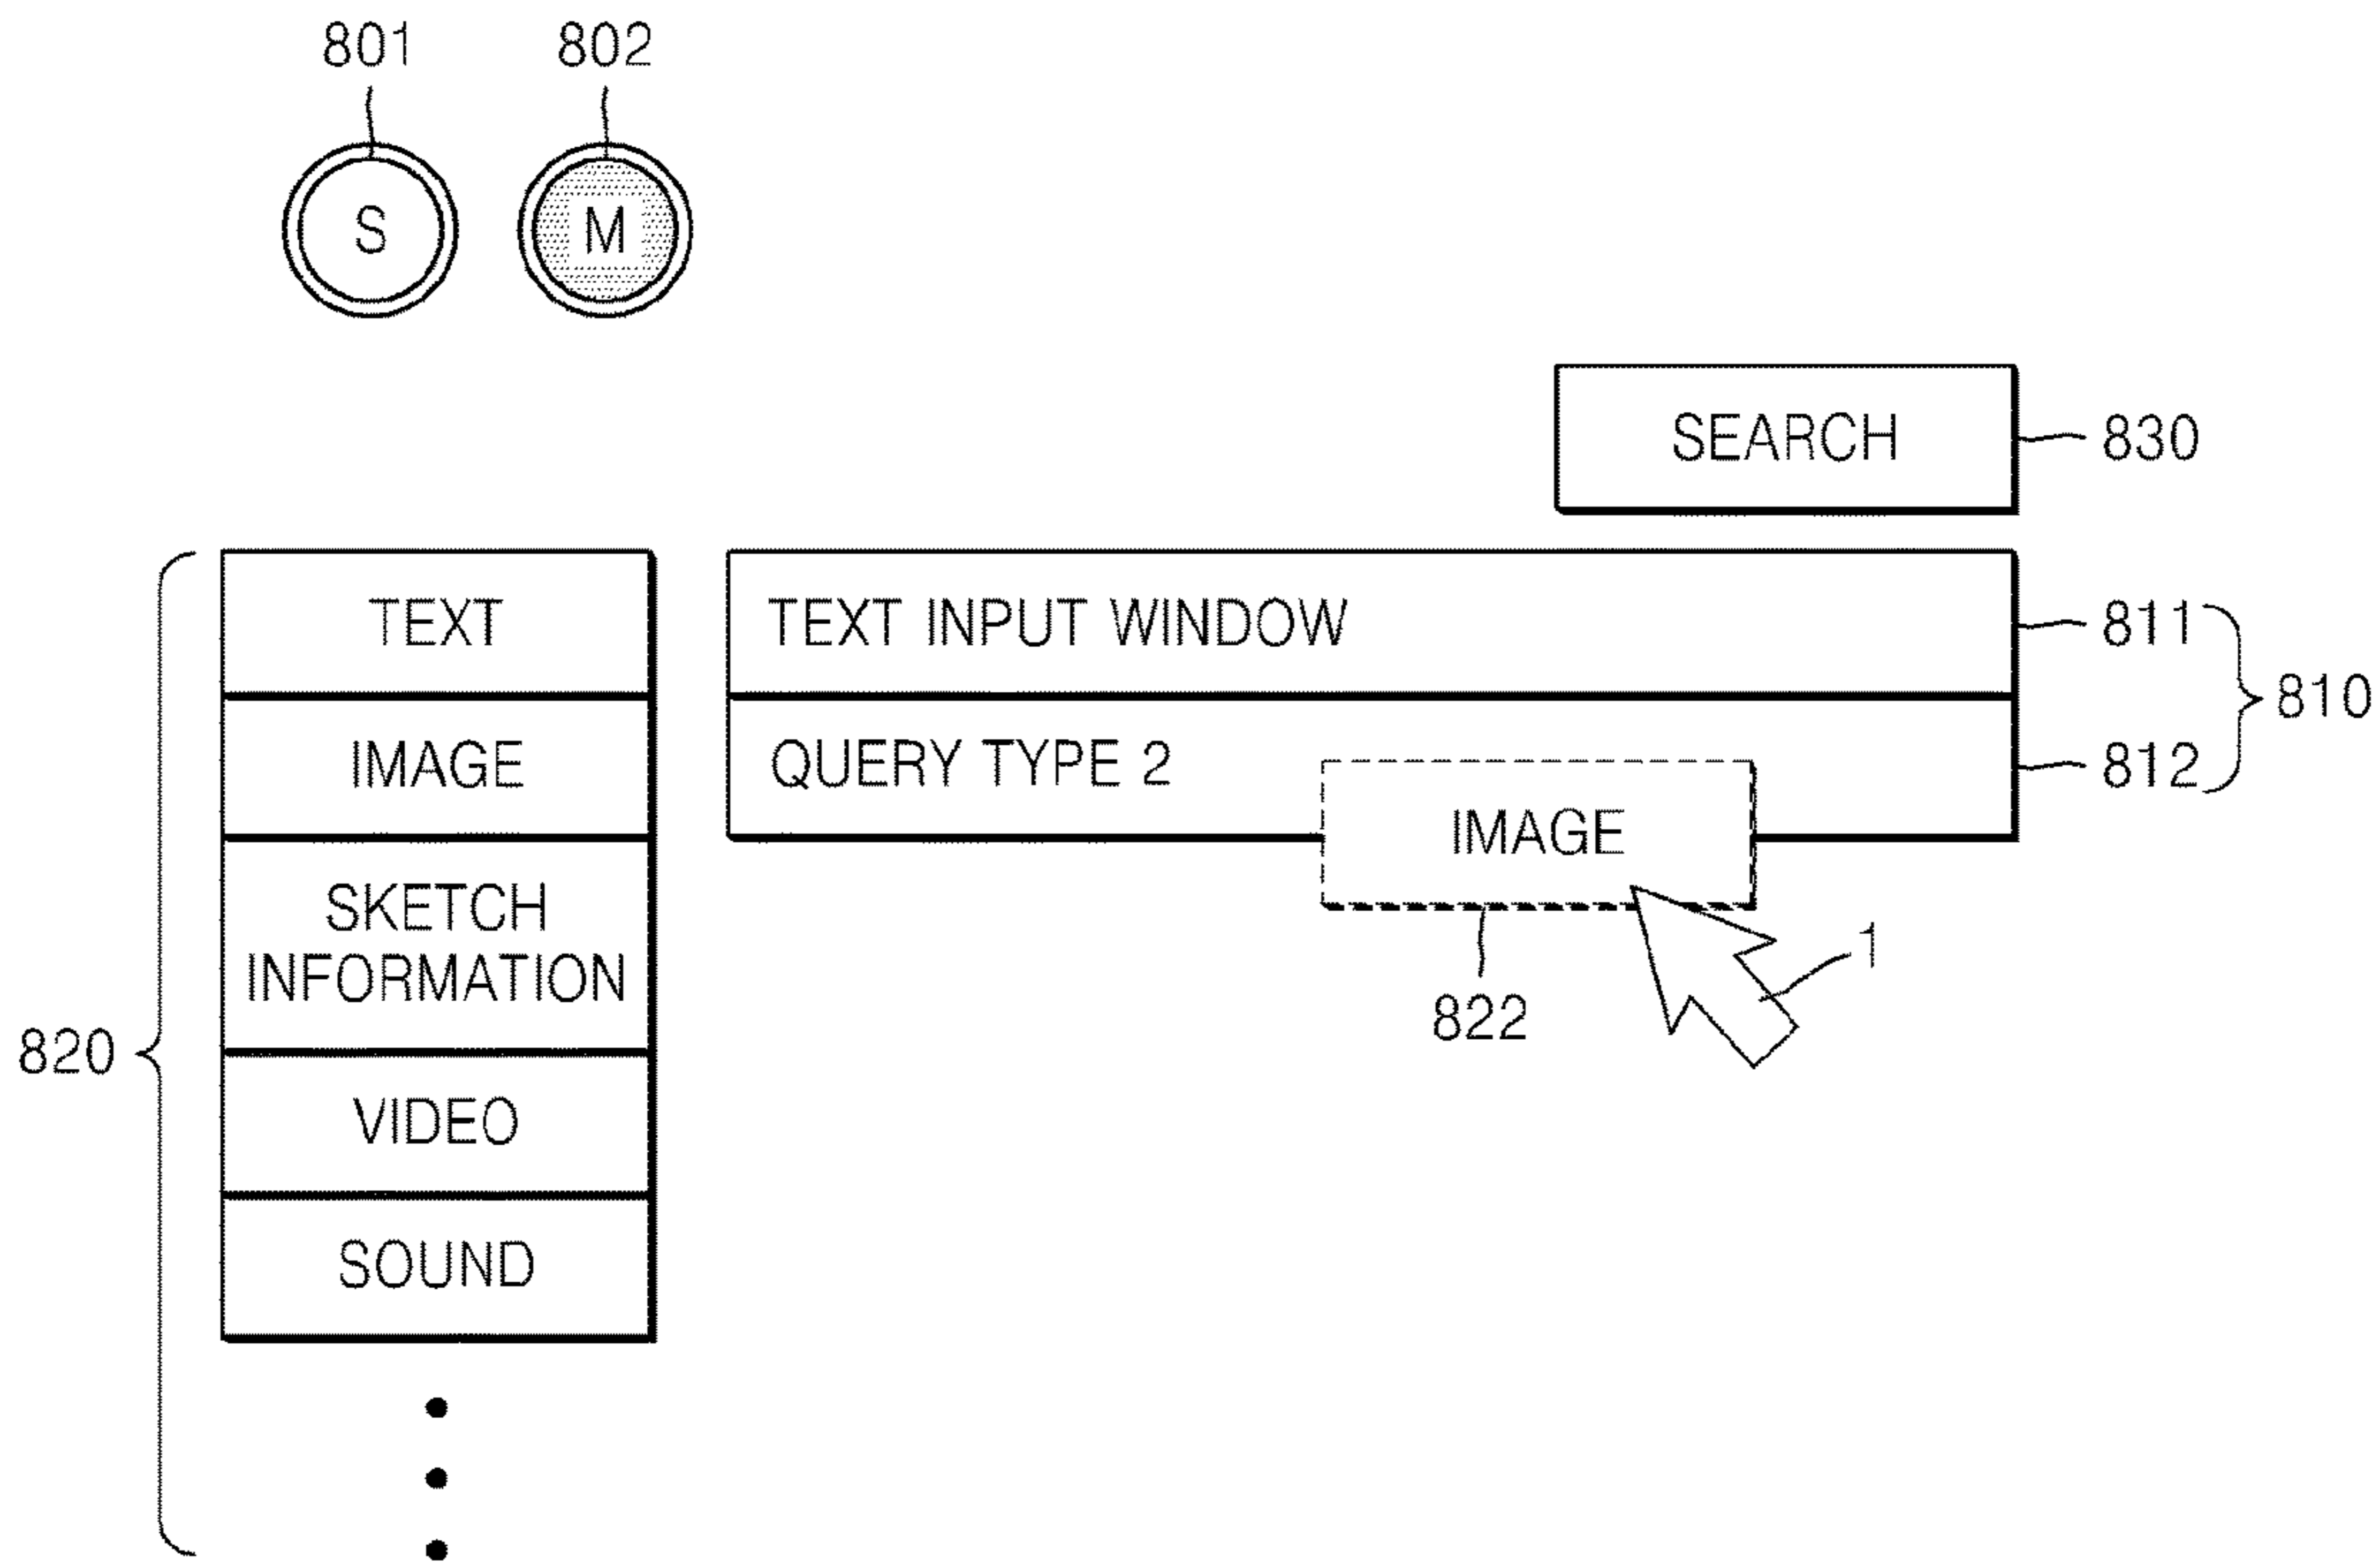 801 802
S M
SEARCH 830
TEXT
TEXT INPUT WINDOW 811
810
IMAGE
QUERY TYPE 2 812
IMAGE
SKETCH
INFORMATION
1
822
820
VIDEO
SOUND